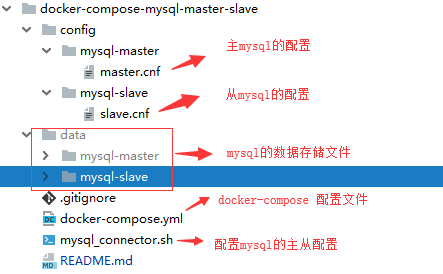 docker-compose-mysql-master-slave
config
mysql-master
主mysql的配置
master.cnf
mysql-slave
从mysql的配置
slave.cnf
data
mysql-master
mysql的数据存储文件
mysql-slave
.gitignore
docker-compose 配置文件
docker-compose.yml
mysql_connector.sh
配置mysql的主从配置
README.md